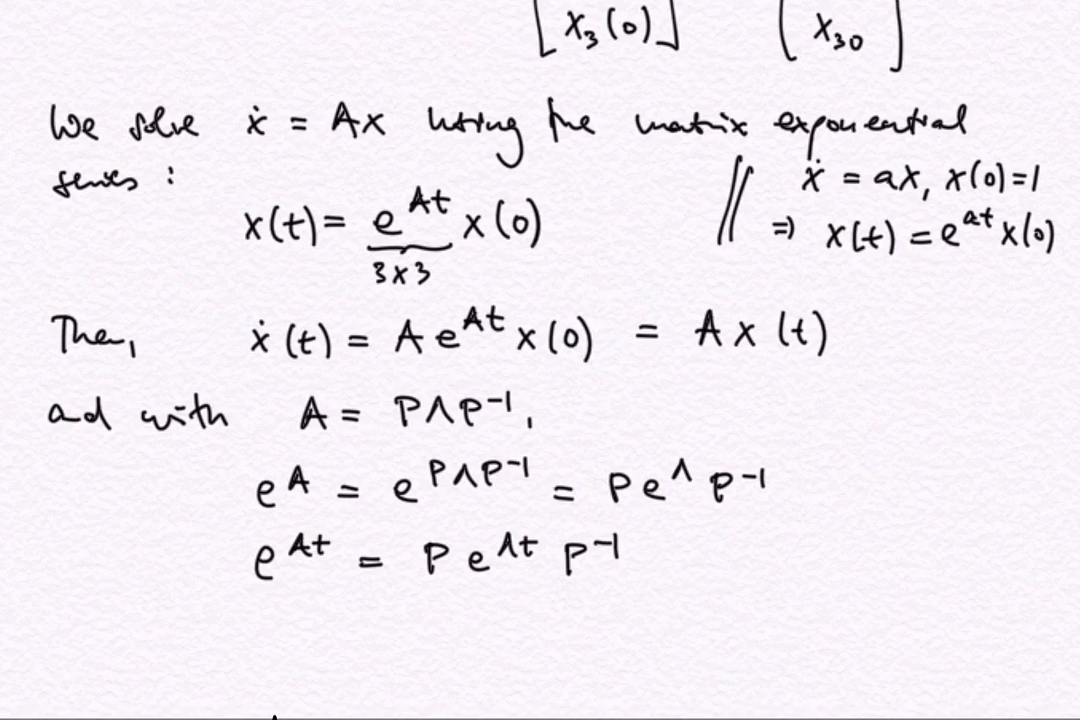 [x₃(0)] [x₃₀]
We solve ẋ = Ax using the matrix exponential
series :
// ẋ = ax, x(0)=1
x(t) = e^{At} x(0)
3x3
⇒ x(t) = e^{at} x(0)
Then, ẋ(t) = A e^{At} x(0) = A x (t)
ad with A = PΛP⁻¹,
e^A = e^{PΛP⁻¹} = P e^Λ P⁻¹
e^{At} = P e^{Λt} P⁻¹